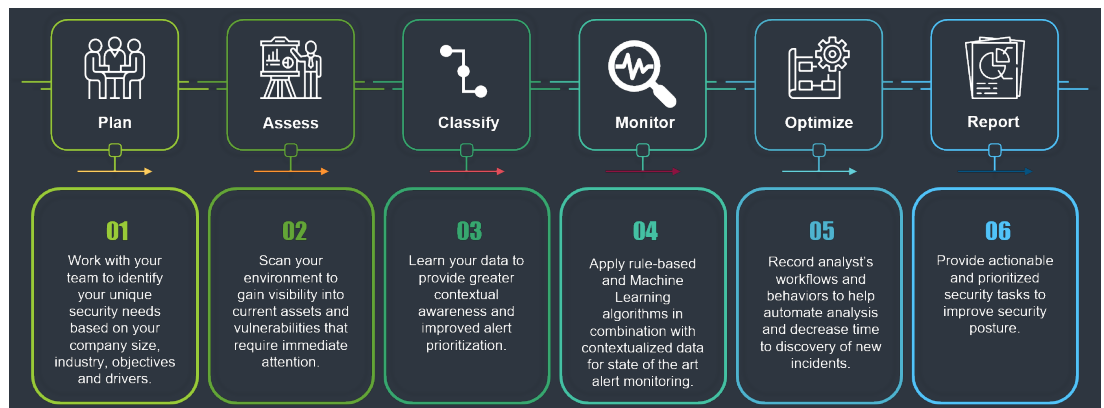 Plan
Assess
Classify
Monitor
Optimize
Report
01
Work with your
team to identify
your unique
security needs
based on your
company size,
industry, objectives
and drivers.
02
Scan your
environment to
gain visibility into
current assets and
vulnerabilities that
require immediate
attention.
03
Learn your data to
provide greater
contextual
awareness and
improved alert
prioritization.
04
Apply rule-based
and Machine
Learning
algorithms in
combination with
contextualized data
for state of the art
alert monitoring.
05
Record analyst's
workflows and
behaviors to help
automate analysis
and decrease time
to discovery of new
incidents.
06
Provide actionable
and prioritized
security tasks to
improve security
posture.